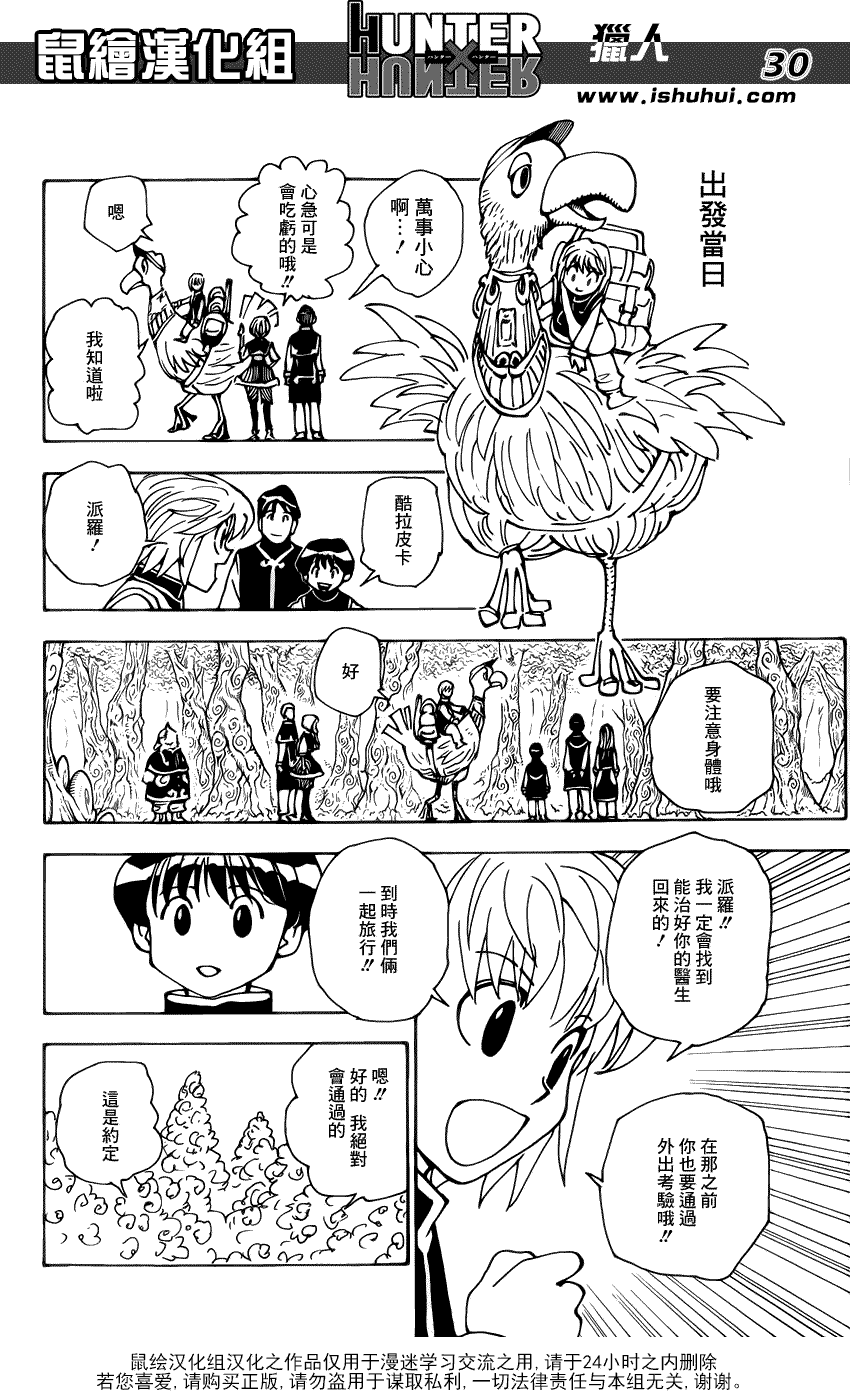 鼠繪漢化組
HUNTER
×
ハンター ハンター
HUNTER
獵人
30
www.ishuhui.com
出發當日
萬事小心
啊…!
心急可是
會吃虧的哦!!
嗯
我知道啦
酷拉皮卡
派羅!
要注意身體哦
好
派羅!!
我一定會找到
能治好你的醫生
回來的!
到時我們倆
一起旅行!!
在那之前
你也要通過
外出考驗哦!!
嗯!!
好的 我絕對
會通過的
這是約定
鼠绘汉化组汉化之作品仅用于漫迷学习交流之用, 请于24小时之内删除
若您喜爱, 请购买正版, 请勿盗用于谋取私利, 一切法律责任与本组无关, 谢谢。